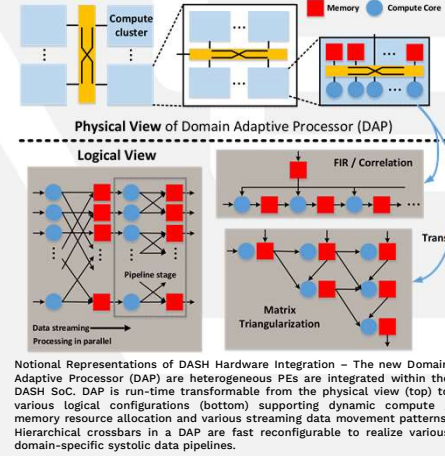 Memory Compute Core
Compute
cluster
Physical View of Domain Adaptive Processor (DAP)
Logical View
FIR / Correlation
Trans
Pipeline stage
Matrix
Triangularization
Data streaming
Processing in parallel
Notional Representations of DASH Hardware Integration – The new Domain
Adaptive Processor (DAP) are heterogeneous PEs are integrated within the
DASH SoC. DAP is run-time transformable from the physical view (top) to
various logical configurations (bottom) supporting dynamic compute
memory resource allocation and various streaming data movement patterns
Hierarchical crossbars in a DAP are fast reconfigurable to realize various
domain-specific systolic data pipelines.